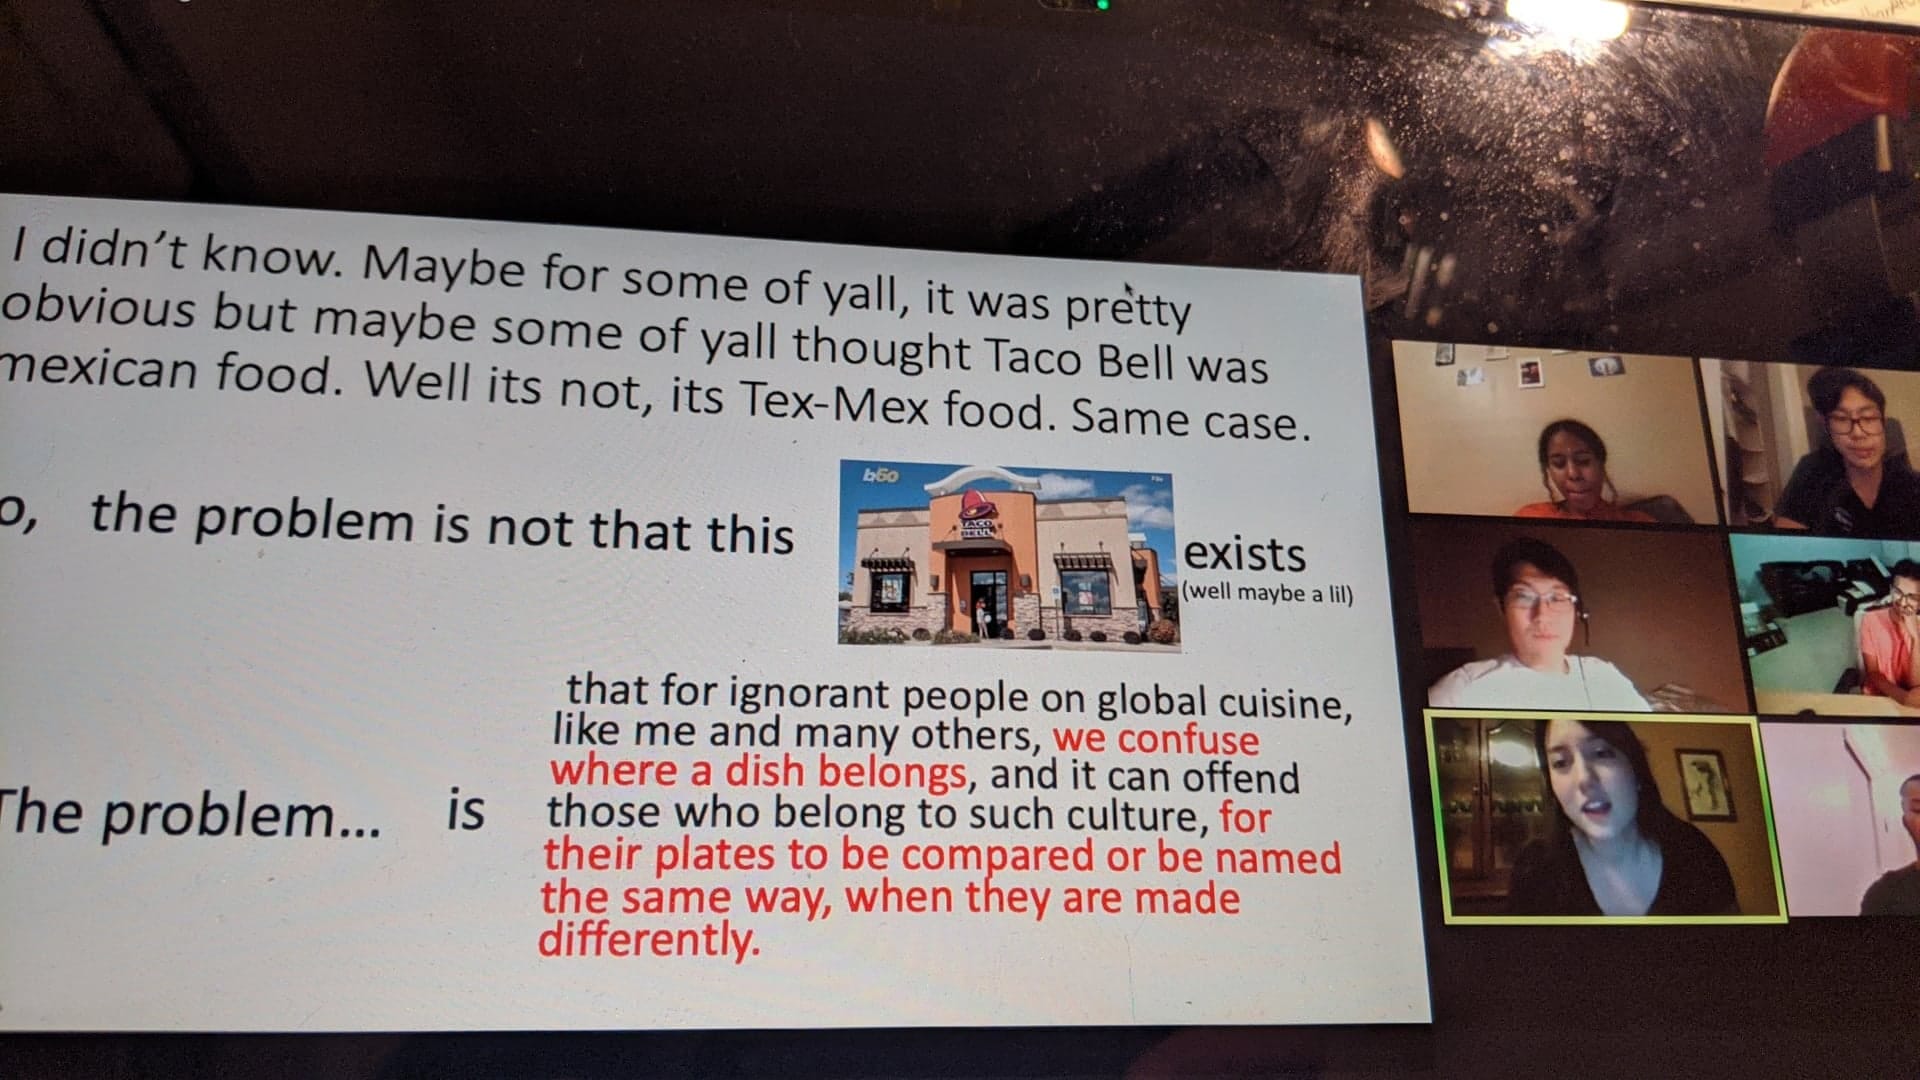 I didn't know. Maybe for some of yall, it was pretty
obvious but maybe some of yall thought Taco Bell was
mexican food. Well its not, its Tex-Mex food. Same case.
o, the problem is not that this
b60
TACO
BELL
exists
(well maybe a lil)
The problem... is
that for ignorant people on global cuisine,
like me and many others, we confuse
where a dish belongs, and it can offend
those who belong to such culture, for
their plates to be compared or be named
the same way, when they are made
differently.